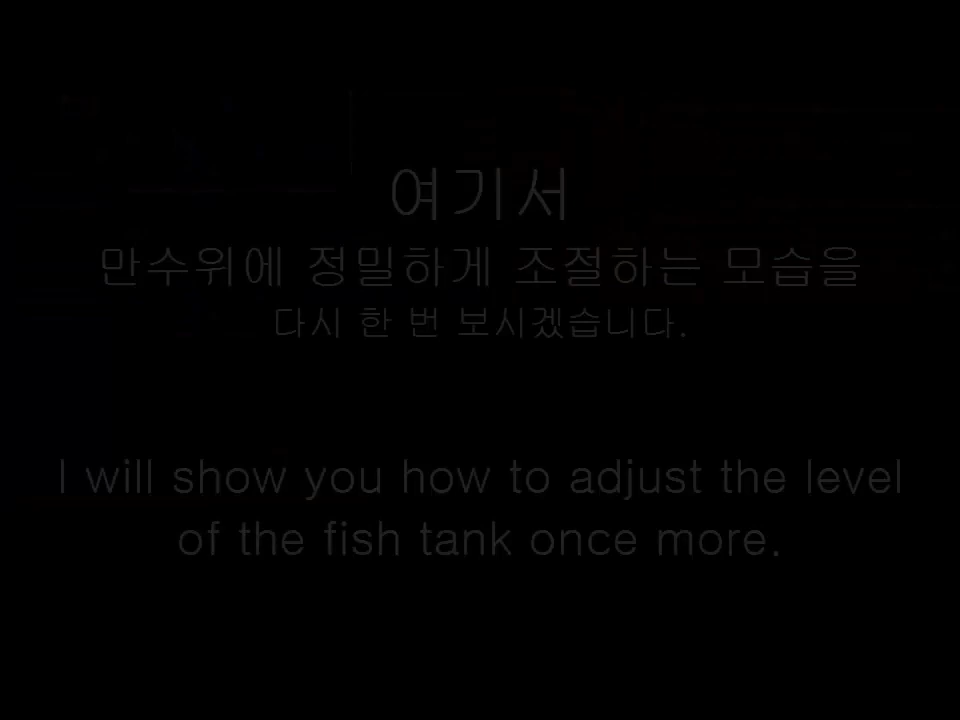 여기서
만수위에 정밀하게 조절하는 모습을
다시 한 번 보시겠습니다.
I will show you how to adjust the level
of the fish tank once more.